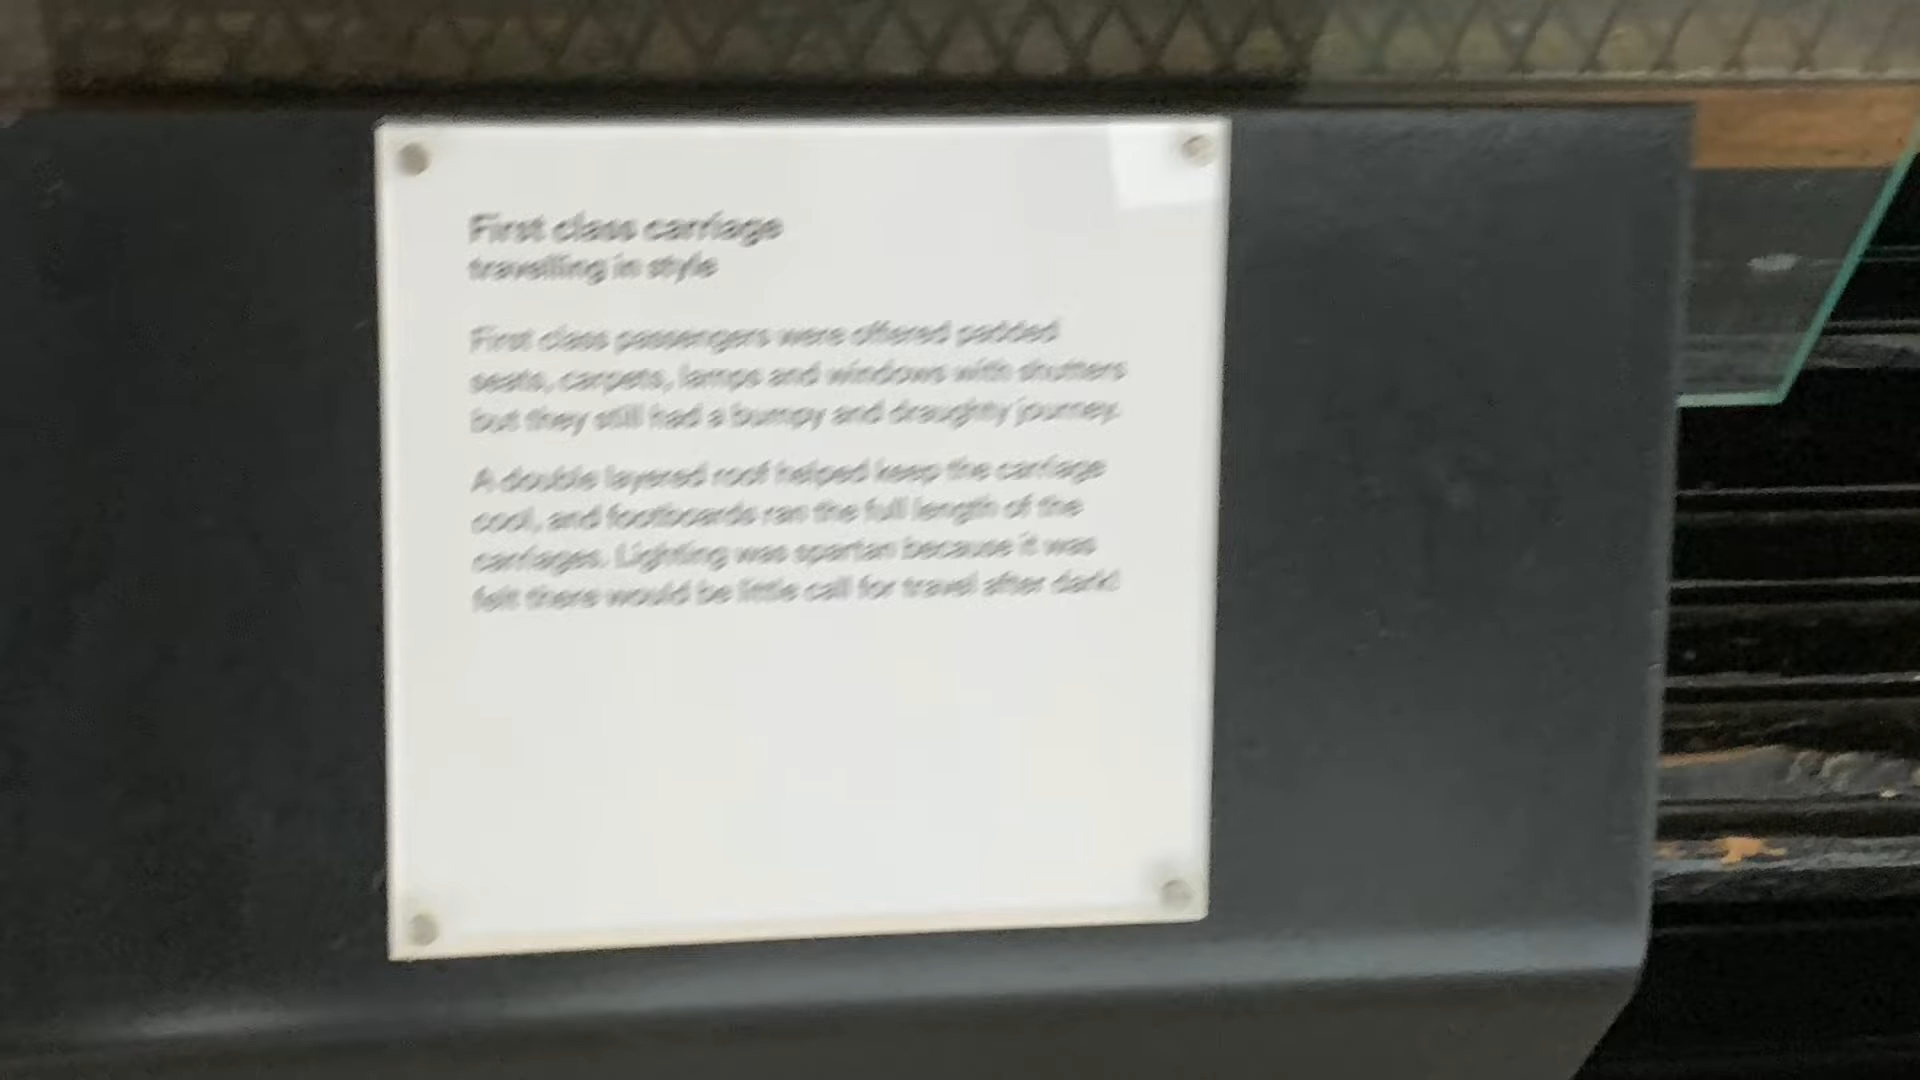 First class carriage
travelling in style
First class passengers were offered padded
seats, carpets, lamps and windows with shutters
but they still had a bumpy and draughty journey.
A double layered roof helped keep the carriage
cool, and footboards ran the full length of the
carriages. Lighting was spartan because it was
felt there would be little call for travel after dark!